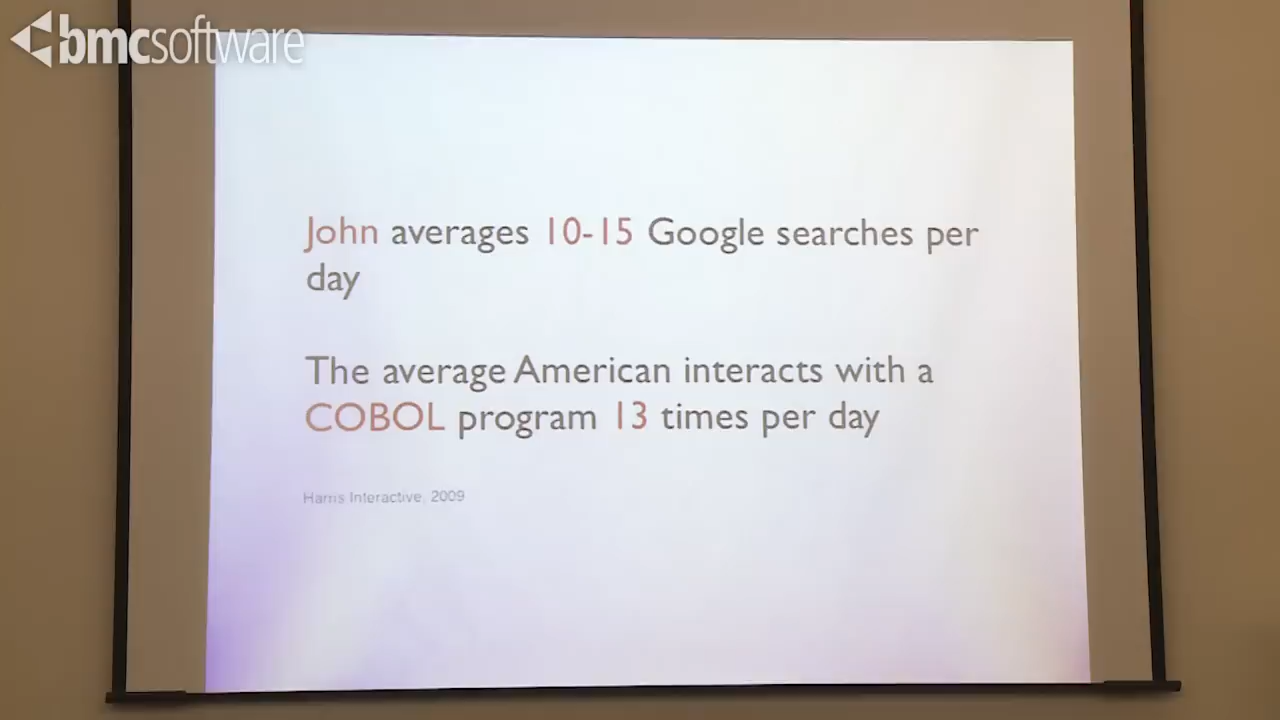 bmcsoftware
John averages 10-15 Google searches per
day
The average American interacts with a
COBOL program 13 times per day
Harris Interactive, 2009